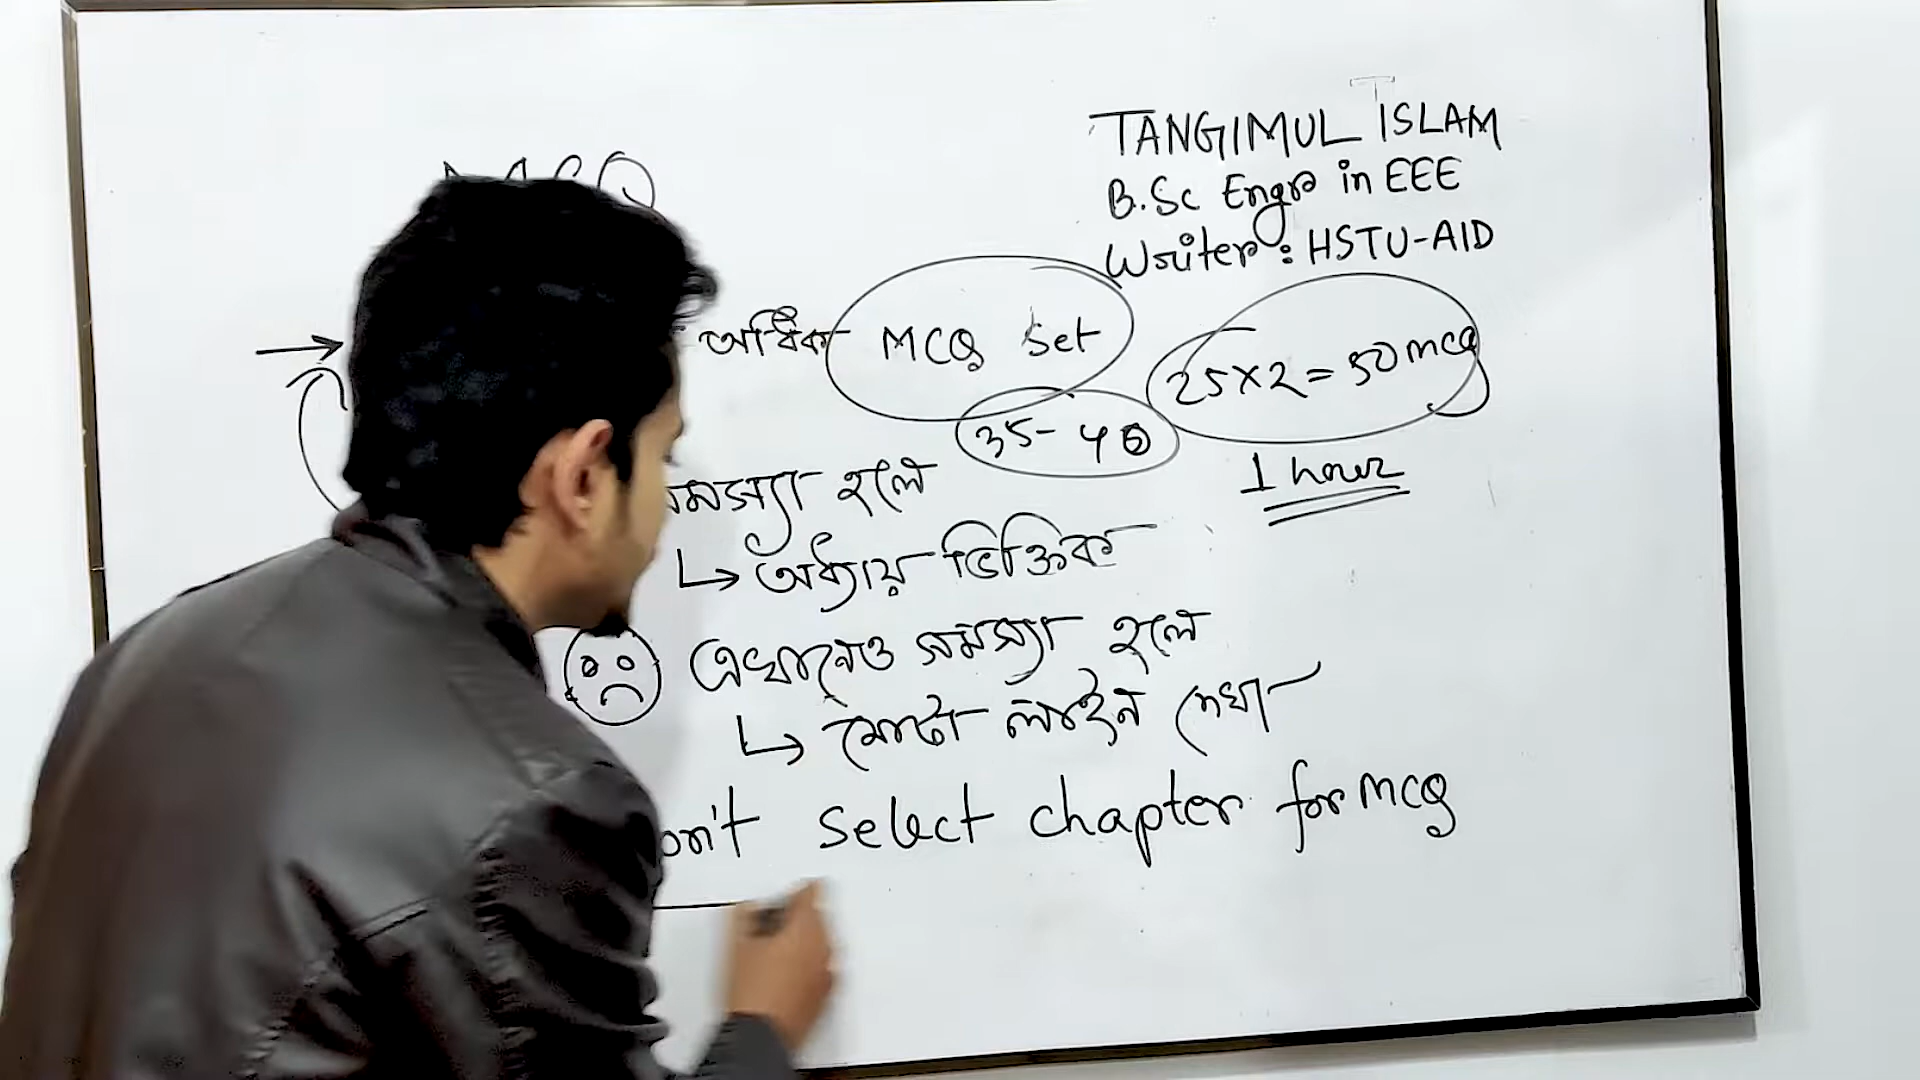 TANGIMUL ISLAM
B.Sc Engr in EEE
Writer : HSTU-AID
MCQ
অধিক MCQ Set
25×2 = 50 mcq
35-40
1 hour
সমস্যা হলে
↳ অধ্যায় ভিত্তিক
এখানেও সমস্যা হলে
↳ মোটা লাইন দেখা
on't select chapter for mcq